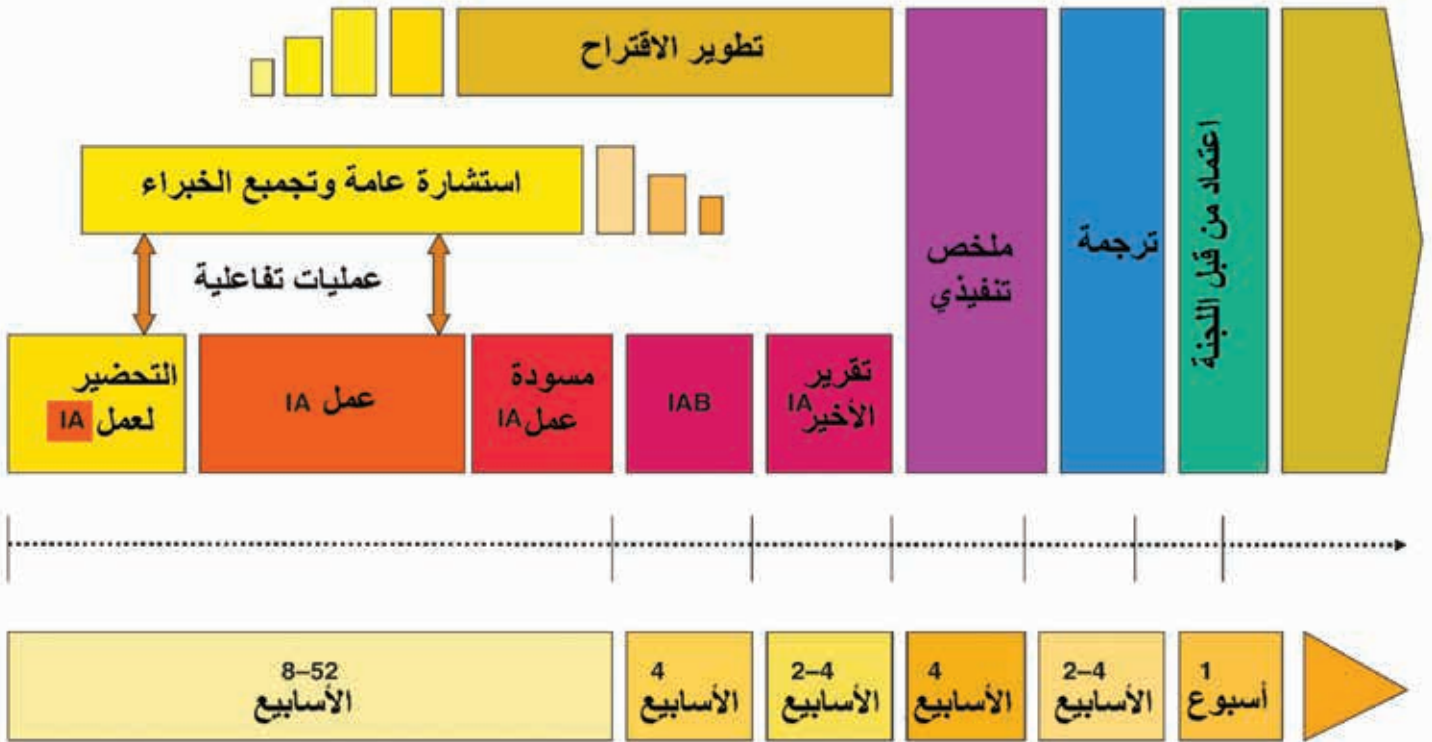 تطوير الاقتراح
استشارة عامة وتجمبع الخبراء
عمليات تفاعلية
التحضير
لعمل IA
عمل IA
مسودة
عمل IA
IAB
تقرير
IA الأخير
ملخص
تنفيذي
ترجمة
اعتماد من قبل اللجنة
8–52
الأسابيع
4
الأسابيع
2–4
الأسابيع
4
الأسابيع
2–4
الأسابيع
1
أسبوع